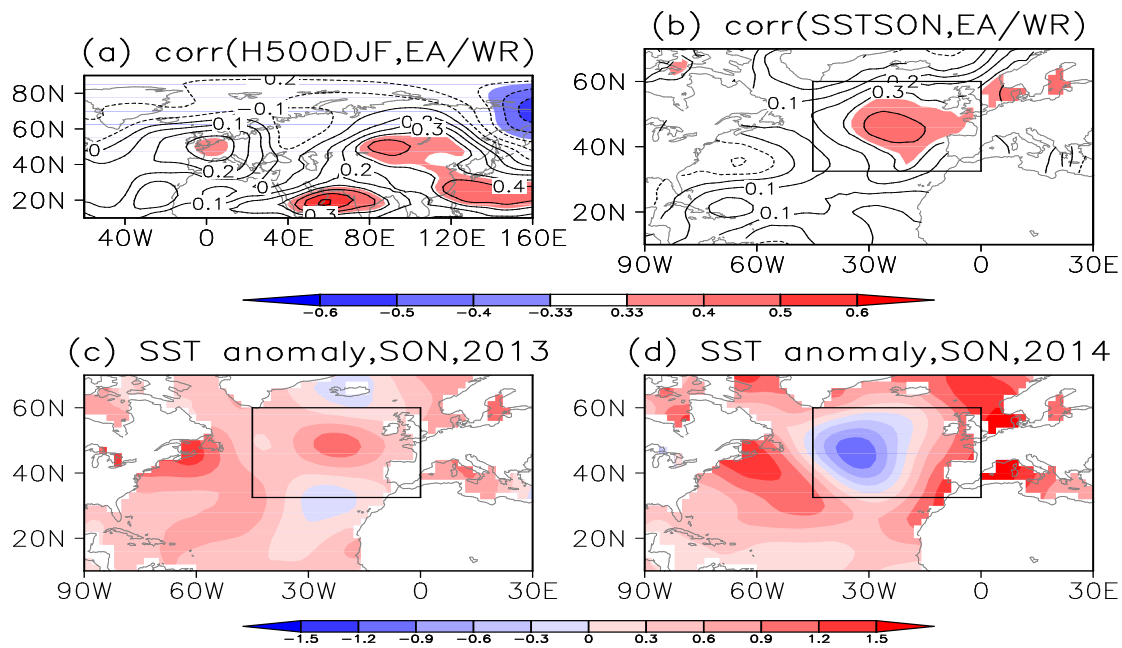 (a) corr(H500DJF,EA/WR)
(b) corr(SSTSON,EA/WR)
80N
60N
40N
20N
0.2
-0.1
0.1
0.2
0.3
0
0.2
0
0.2
0.1
0.3
0.4
40W 0 40E 80E 120E 160E
60N
40N
20N
0.2
0.3
0.1
0.1
0.1
90W 60W 30W 0 30E
-0.6 -0.5 -0.4 -0.33 0.33 0.4 0.5 0.6
(c) SST anomaly,SON,2013
(d) SST anomaly,SON,2014
60N
40N
20N
90W 60W 30W 0 30E
60N
40N
20N
90W 60W 30W 0 30E
-1.5 -1.2 -0.9 -0.6 -0.3 0 0.3 0.6 0.9 1.2 1.5